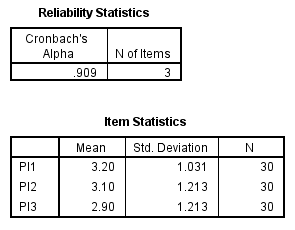 Reliability Statistics
Cronbach's
Alpha N of Items
.909 3
Item Statistics
Mean Std. Deviation N
PI1 3.20 1.031 30
PI2 3.10 1.213 30
PI3 2.90 1.213 30